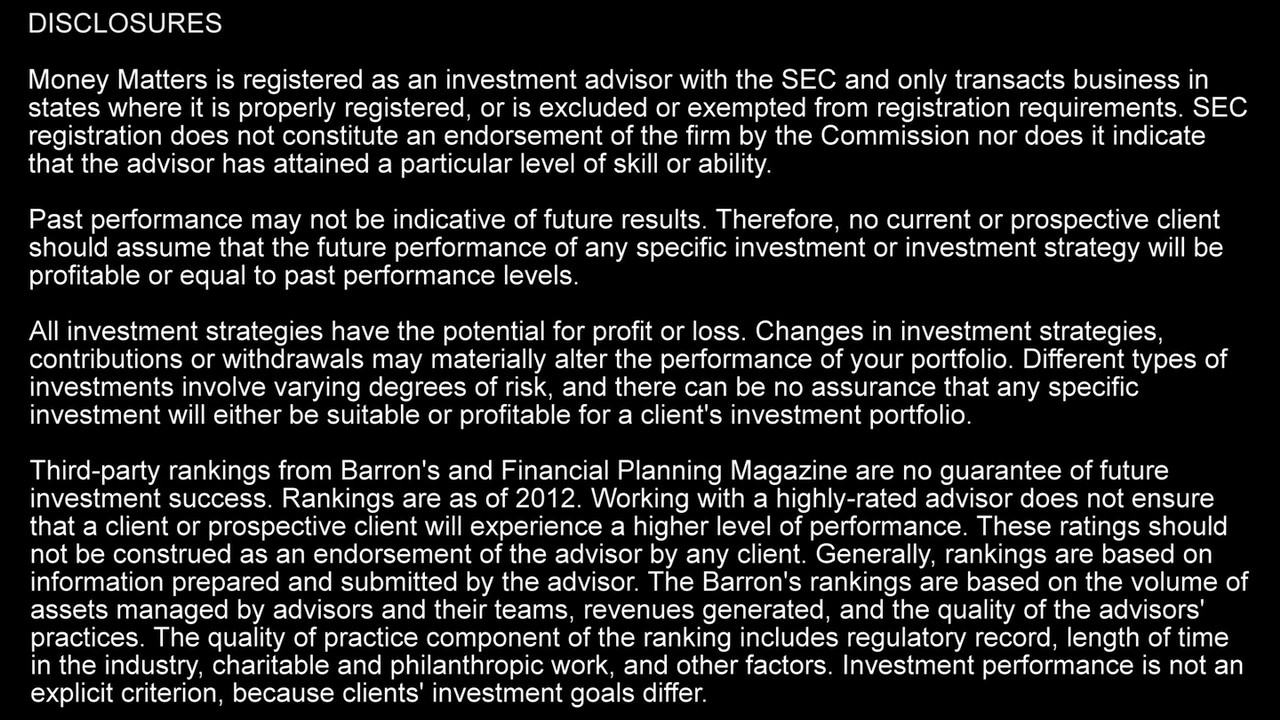 DISCLOSURES
Money Matters is registered as an investment advisor with the SEC and only transacts business in
states where it is properly registered, or is excluded or exempted from registration requirements. SEC
registration does not constitute an endorsement of the firm by the Commission nor does it indicate
that the advisor has attained a particular level of skill or ability.
Past performance may not be indicative of future results. Therefore, no current or prospective client
should assume that the future performance of any specific investment or investment strategy will be
profitable or equal to past performance levels.
All investment strategies have the potential for profit or loss. Changes in investment strategies,
contributions or withdrawals may materially alter the performance of your portfolio. Different types of
investments involve varying degrees of risk, and there can be no assurance that any specific
investment will either be suitable or profitable for a client's investment portfolio.
Third-party rankings from Barron's and Financial Planning Magazine are no guarantee of future
investment success. Rankings are as of 2012. Working with a highly-rated advisor does not ensure
that a client or prospective client will experience a higher level of performance. These ratings should
not be construed as an endorsement of the advisor by any client. Generally, rankings are based on
information prepared and submitted by the advisor. The Barron's rankings are based on the volume of
assets managed by advisors and their teams, revenues generated, and the quality of the advisors'
practices. The quality of practice component of the ranking includes regulatory record, length of time
in the industry, charitable and philanthropic work, and other factors. Investment performance is not an
explicit criterion, because clients' investment goals differ.